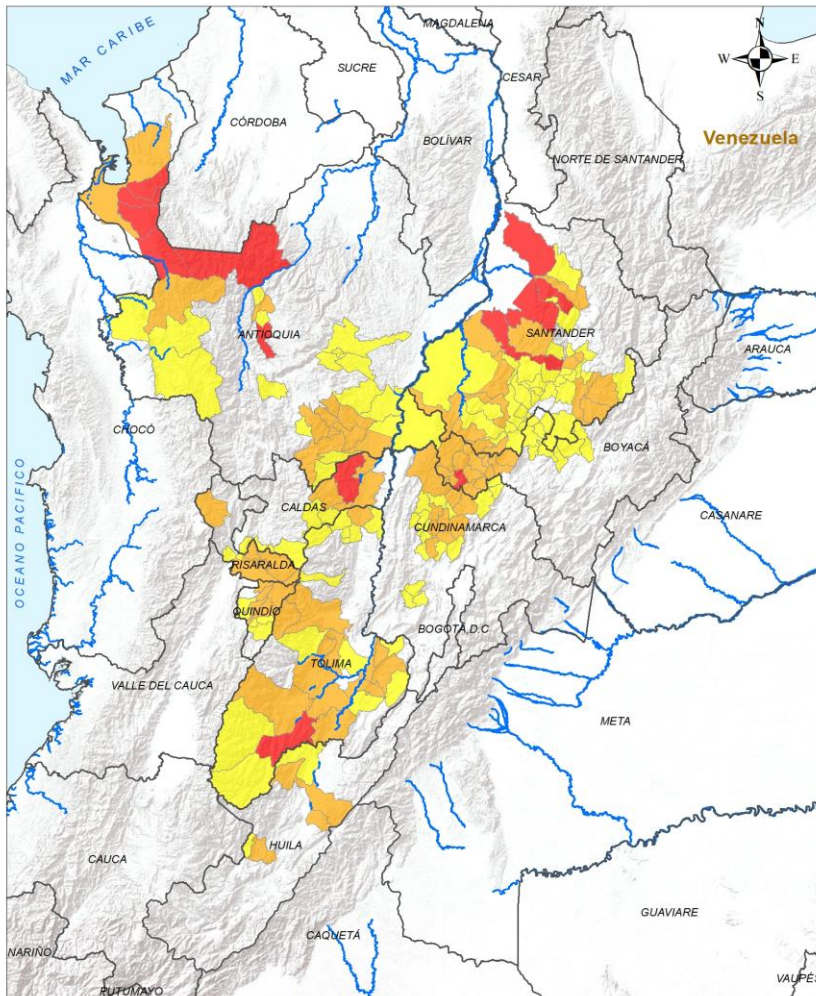 MAGDALENA
N
MAR CARIBE
SUCRE
W
E
CESAR
S
CÓRDOBA
BOLÍVAR
Venezuela
NORTE DE SANTANDER
ANTIOQUIA
SANTANDER
ARAUCA
CHOCÓ
BOYACÁ
CALDAS
CUNDINAMARCA
CASANARE
OCEANO PACIFICO
RISARALDA
QUINDÍO
BOGOTÁ,D.C
TOLIMA
VALLE DEL CAUCA
META
HUILA
CAUCA
GUAVIARE
CAQUETÁ
NARIÑO
VAUPÉS
PUTUMAYO